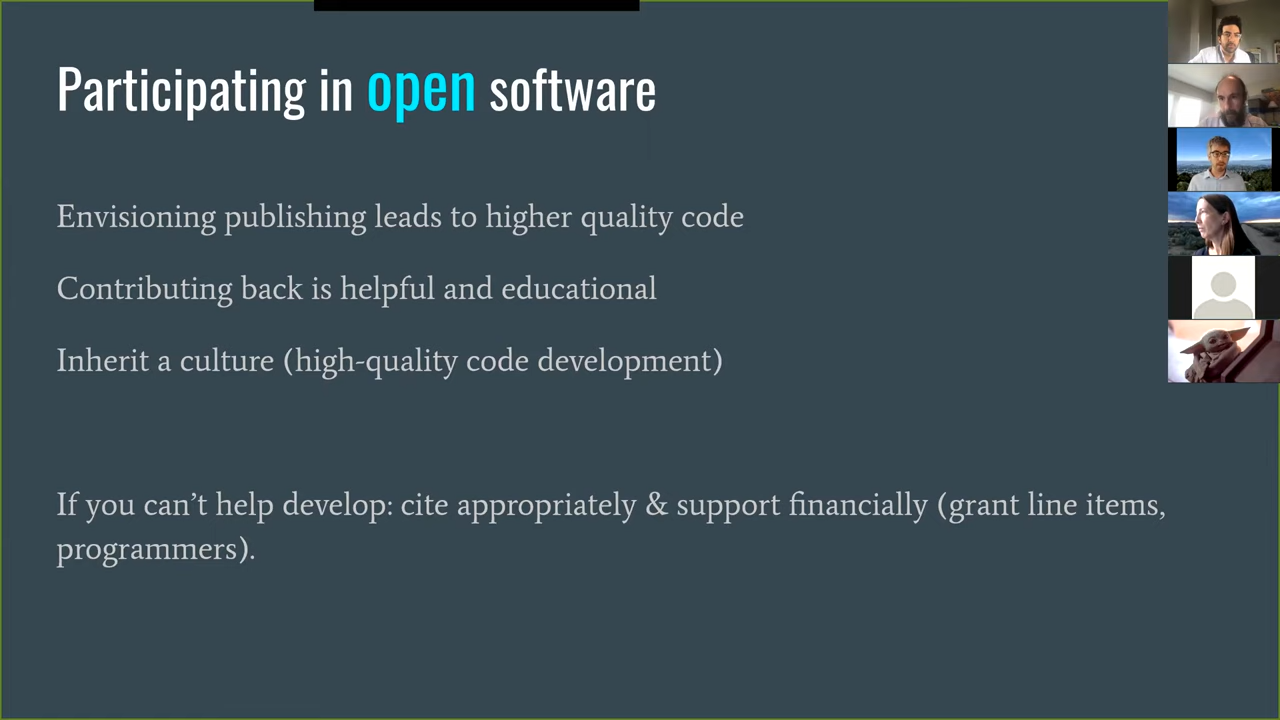 Participating in open software
Envisioning publishing leads to higher quality code
Contributing back is helpful and educational
Inherit a culture (high-quality code development)
If you can’t help develop: cite appropriately & support financially (grant line items,
programmers).